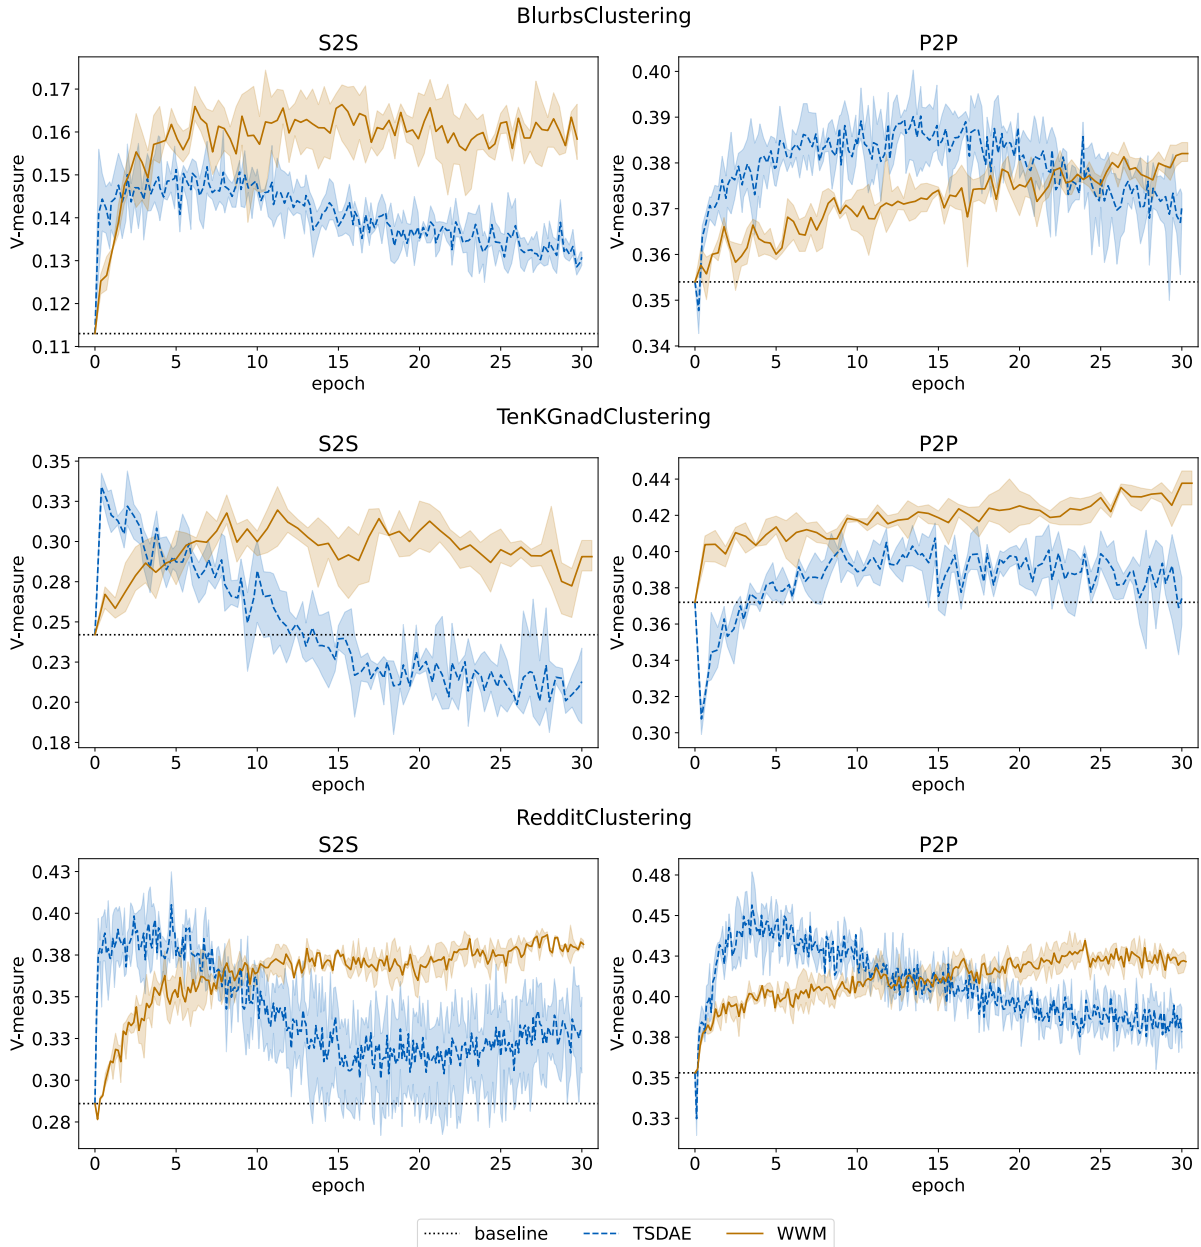 BlurbsClustering
S2S
P2P
0.17
0.16
0.15
0.14
0.13
0.12
0.11
V-measure
0 5 10 15 20 25 30
epoch
0.40
0.39
0.38
0.37
0.36
0.35
0.34
V-measure
0 5 10 15 20 25 30
epoch
TenKGnadClustering
S2S
P2P
0.35
0.33
0.30
0.28
0.25
0.23
0.20
0.18
V-measure
0 5 10 15 20 25 30
epoch
0.44
0.42
0.40
0.38
0.36
0.34
0.32
0.30
V-measure
0 5 10 15 20 25 30
epoch
RedditClustering
S2S
P2P
0.43
0.40
0.38
0.35
0.33
0.30
0.28
V-measure
0 5 10 15 20 25 30
epoch
0.48
0.45
0.43
0.40
0.38
0.35
0.33
V-measure
0 5 10 15 20 25 30
epoch
baseline TSDAE WWM